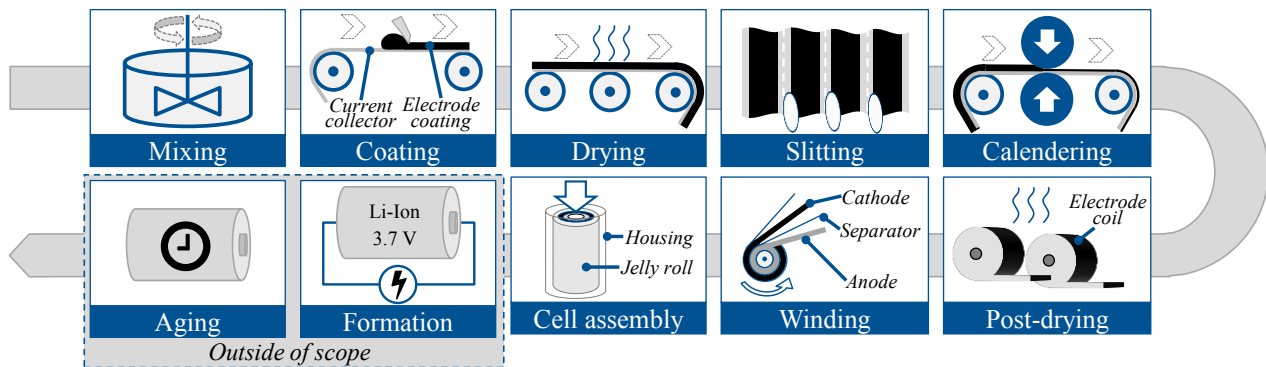 Current
collector
Electrode
coating
Mixing
Coating
Drying
Slitting
Calendering
Li-Ion
3.7 V
Housing
Jelly roll
Cathode
Separator
Anode
Electrode
coil
Aging
Formation
Cell assembly
Winding
Post-drying
Outside of scope